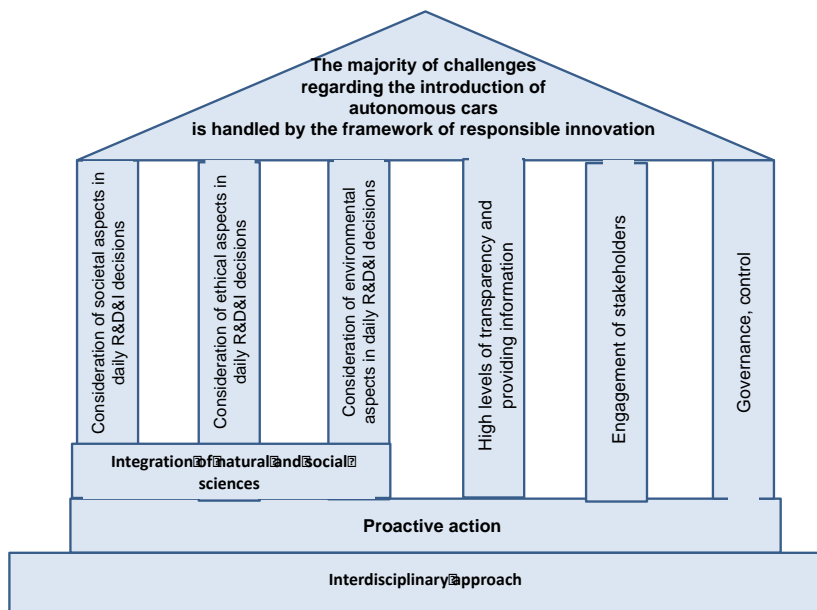 The majority of challenges
regarding the introduction of
autonomous cars
is handled by the framework of responsible innovation
Consideration of societal aspects in
daily R&D&I decisions
Consideration of ethical aspects in
daily R&D&I decisions
Consideration of environmental
aspects in daily R&D&I decisions
High levels of transparency and
providing information
Engagement of stakeholders
Governance, control
Integration⍰of⍰natural⍰and⍰social⍰
sciences
Proactive action
Interdisciplinary⍰approach